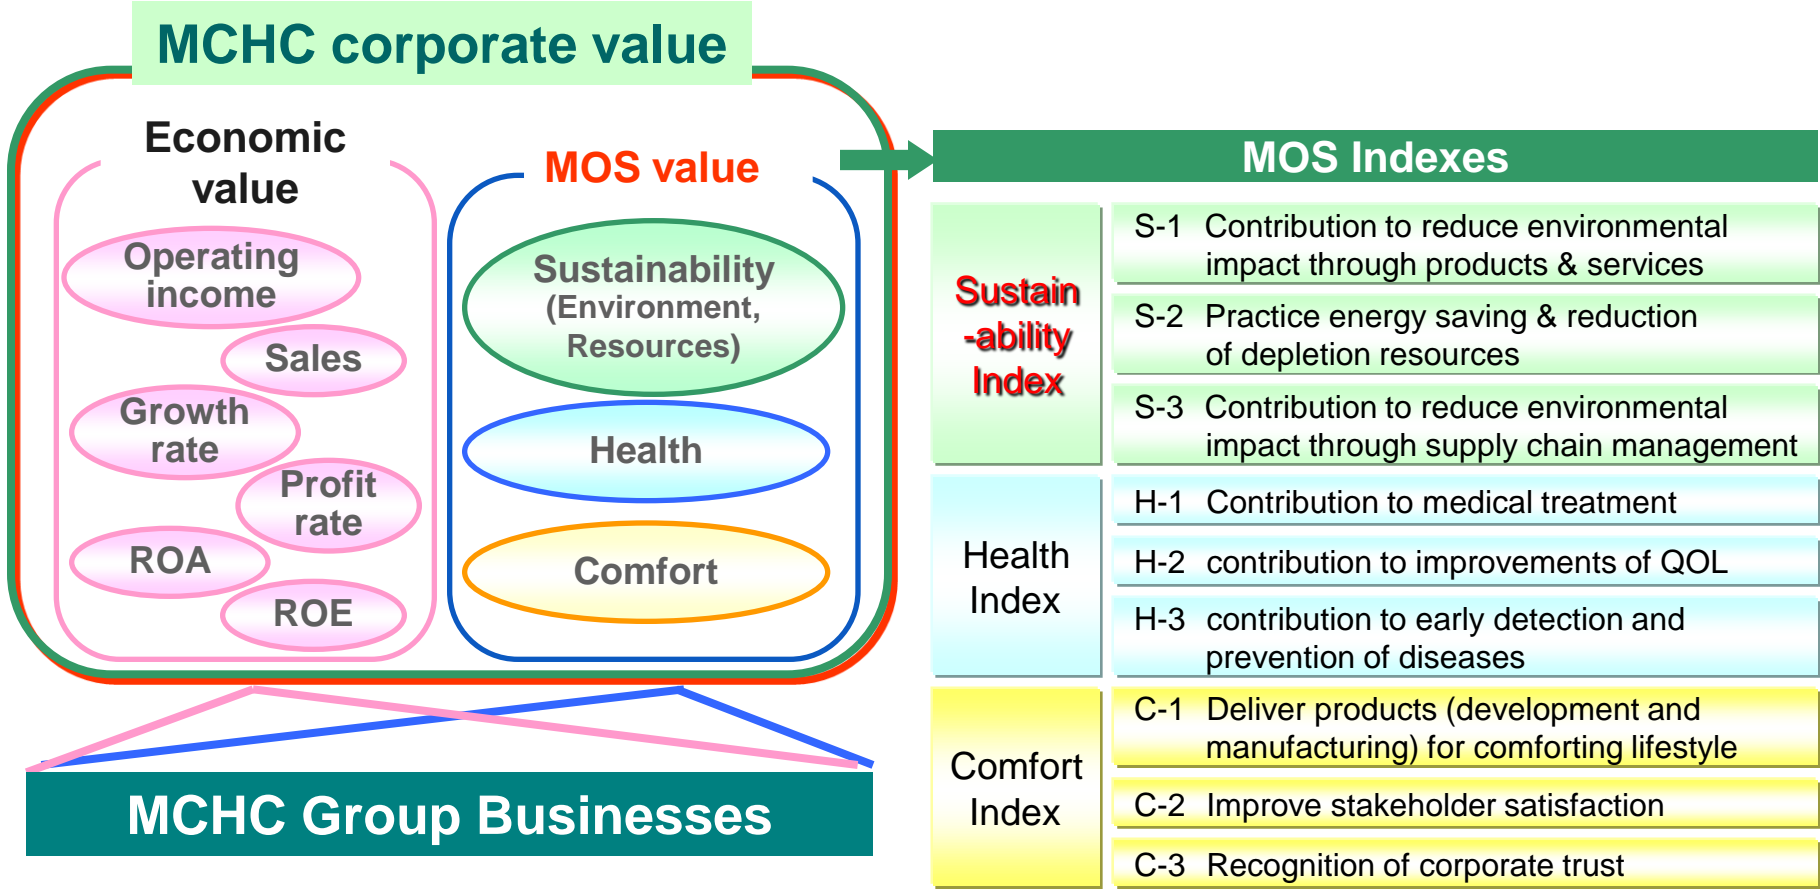 MCHC corporate value
Economic
value
Operating
income
Sales
Growth
rate
Profit
rate
ROA
ROE
MOS value
Sustainability
(Environment,
Resources)
Health
Comfort
MCHC Group Businesses
MOS Indexes
Sustain
-ability
Index
S-1 Contribution to reduce environmental
impact through products & services
S-2 Practice energy saving & reduction
of depletion resources
S-3 Contribution to reduce environmental
impact through supply chain management
Health
Index
H-1 Contribution to medical treatment
H-2 contribution to improvements of QOL
H-3 contribution to early detection and
prevention of diseases
Comfort
Index
C-1 Deliver products (development and
manufacturing) for comforting lifestyle
C-2 Improve stakeholder satisfaction
C-3 Recognition of corporate trust